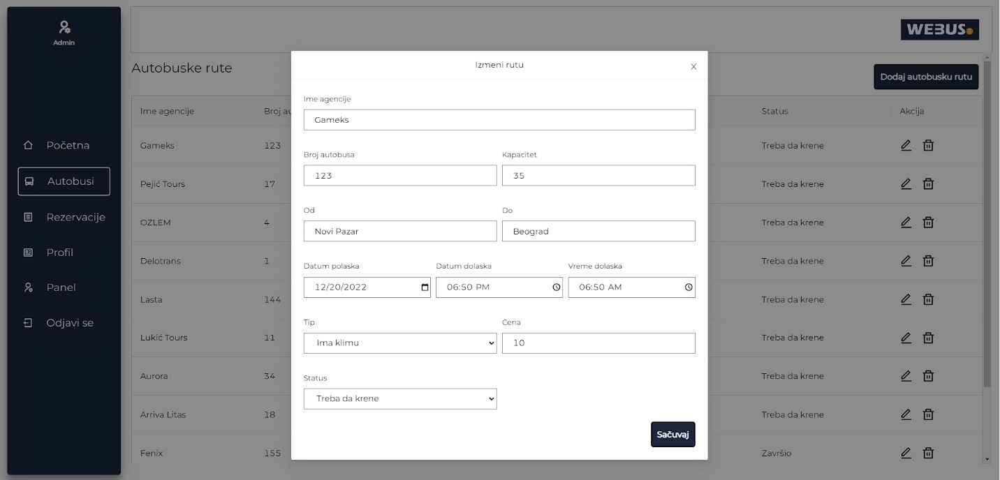 Admin
WEBUS
Autobuske rute
Dodaj autobusku rutu
Početna
Autobusi
Rezervacije
Profil
Panel
Odjavi se
Ime agencije Broj au Status Akcija
Gameks 123 Treba da krene
Pejić Tours 17 Treba da krene
OZLEM 4 Treba da krene
Delotrans 1 Treba da krene
Lasta 144 Treba da krene
Lukić Tours 11 Treba da krene
Aurora 34 Treba da krene
Arriva Litas 18 Treba da krene
Fenix 155 Završio
Izmeni rutu X
Ime agencije
Gameks
Broj autobusa Kapacitet
123 35
Od Do
Novi Pazar Beograd
Datum polaska Datum dolaska Vreme dolaska
12/20/2022 06:50 PM 06:50 AM
Tip Cena
Ima klimu 10
Status
Treba da krene
Sačuvaj